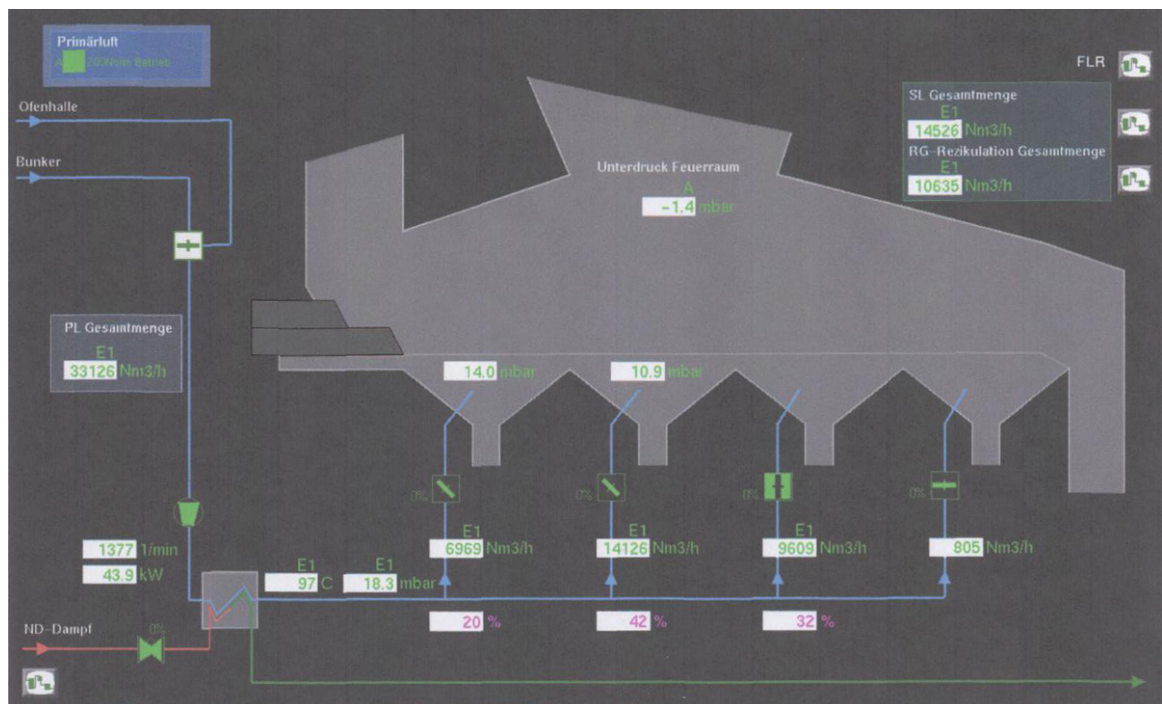 Primärluft
Norm Betrieb
Ofenhalle
Bunker
FLR
SL Gesamtmenge
E1
14526 Nm3/h
RG-Rezikulation Gesamtmenge
E1
10635 Nm3/h
Unterdruck Feuerraum
A
-1.4 mbar
PL Gesamtmenge
E1
33126 Nm3/h
14.0 mbar 10.9 mbar
0% 0% 0% 0%
E1 E1 E1
6969 Nm3/h 14126 Nm3/h 9609 Nm3/h 805 Nm3/h
1377 1/min
43.9 kW
E1 E1
97 C 18.3 mbar
20 % 42 % 32 %
ND-Dampf 0%